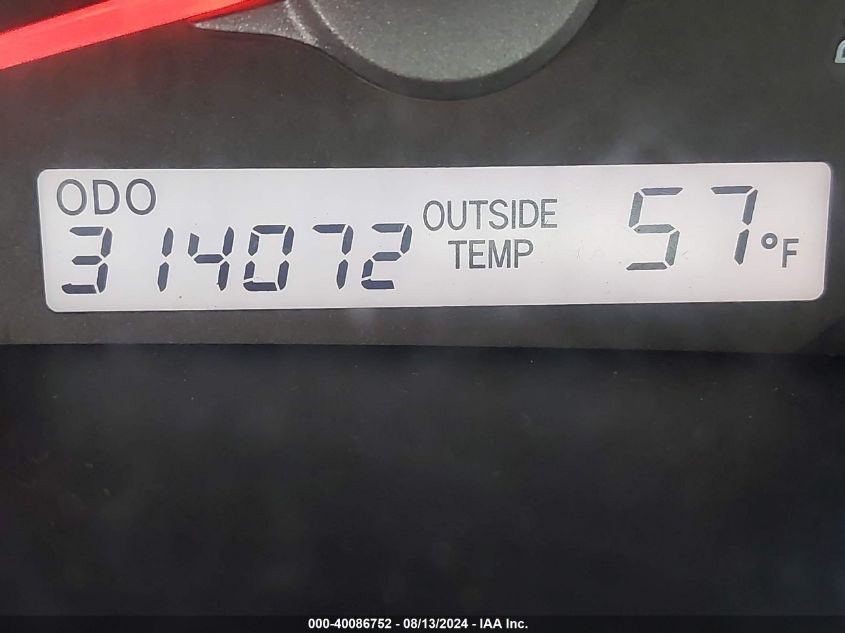 ODO
314072
OUTSIDE
TEMP
57°F
000-40086752 - 08/13/2024 - IAA Inc.